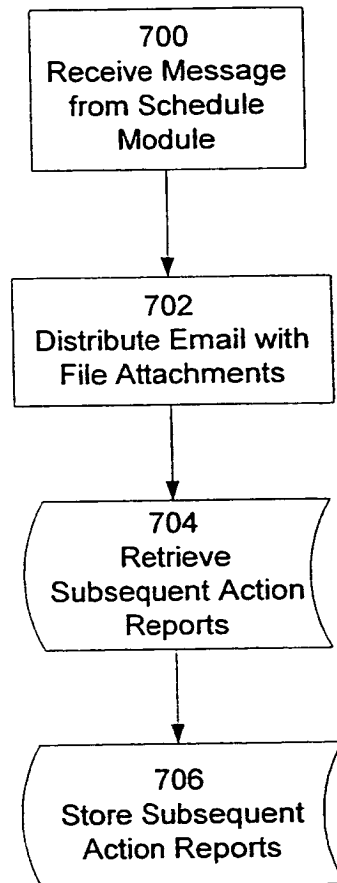 700
Receive Message
from Schedule
Module
702
Distribute Email with
File Attachments
704
Retrieve
Subsequent Action
Reports
706
Store Subsequent
Action Reports